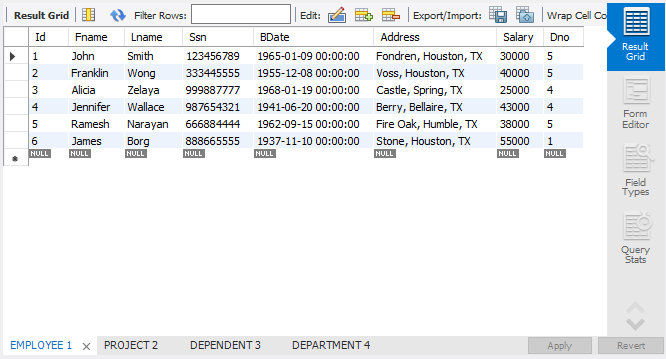 Result Grid Filter Rows: Edit: Export/Import: Wrap Cell Co
Id Fname Lname Ssn BDate Address Salary Dno
1 John Smith 123456789 1965-01-09 00:00:00 Fondren, Houston, TX 30000 5
2 Franklin Wong 333445555 1955-12-08 00:00:00 Voss, Houston, TX 40000 5
3 Alicia Zelaya 999887777 1968-01-19 00:00:00 Castle, Spring, TX 25000 4
4 Jennifer Wallace 987654321 1941-06-20 00:00:00 Berry, Bellaire, TX 43000 4
5 Ramesh Narayan 666884444 1962-09-15 00:00:00 Fire Oak, Humble, TX 38000 5
6 James Borg 888665555 1937-11-10 00:00:00 Stone, Houston, TX 55000 1
NULL NULL NULL NULL NULL NULL NULL NULL
Result
Grid
Form
Editor
Field
Types
Query
Stats
EMPLOYEE 1 PROJECT 2 DEPENDENT 3 DEPARTMENT 4 Apply Revert